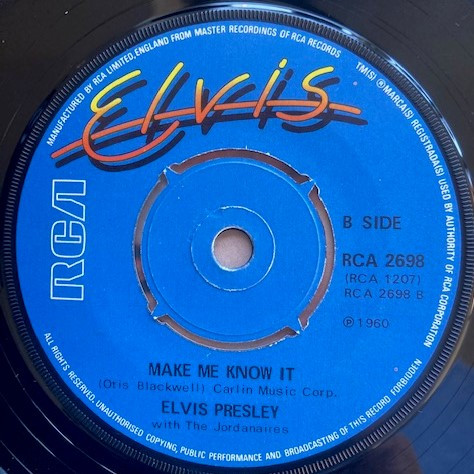 MANUFACTURED BY RCA LIMITED, ENGLAND FROM MASTER RECORDINGS OF RCA RECORDS
TM(S) ® MARCA(S) REGISTRADA(S) USED BY AUTHORITY OF RCA CORPORATION
Elvis
RCA
B SIDE
RCA 2698
(RCA 1207)
RCA 2698 B
℗ 1960
MAKE ME KNOW IT
(Otis Blackwell) Carlin Music Corp.
ELVIS PRESLEY
with The Jordanaires
ALL RIGHTS RESERVED. UNAUTHORISED COPYING, PUBLIC PERFORMANCE AND BROADCASTING OF THIS RECORD FORBIDDEN